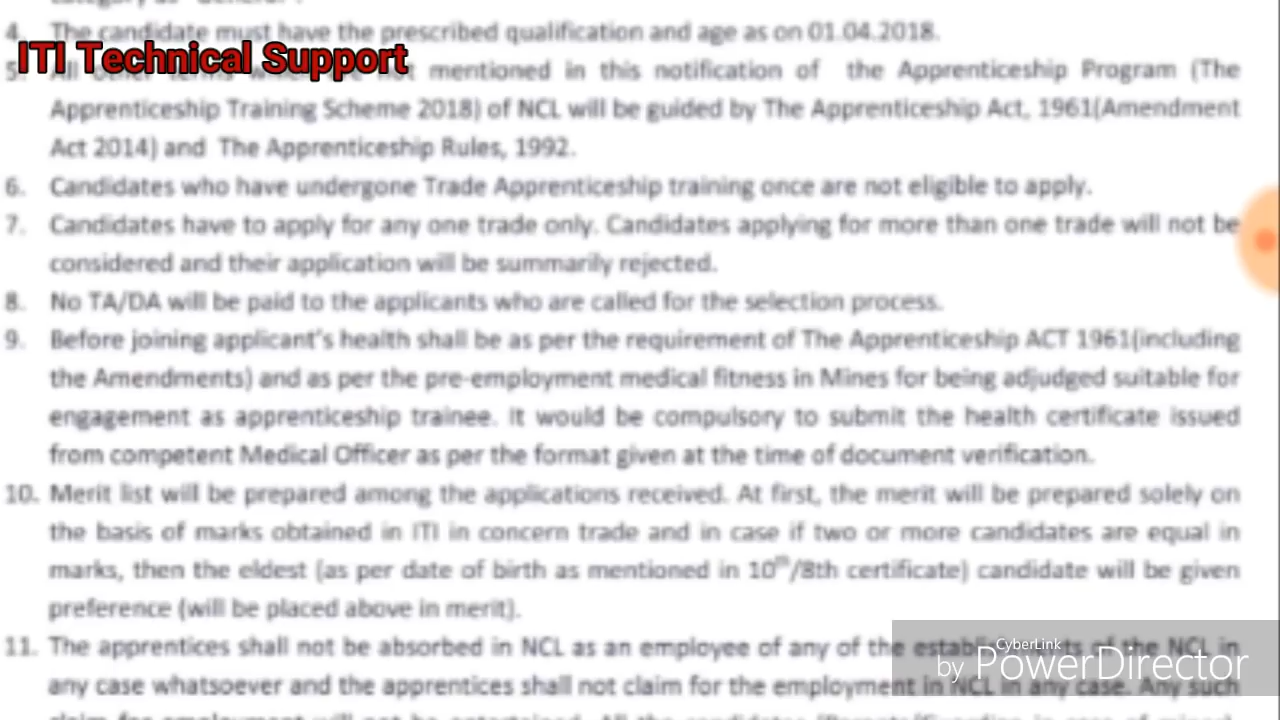 4. The candidate must have the prescribed qualification and age as on 01.04.2018.
ITI Technical Support
5. mentioned in this notification of the Apprenticeship Program (The
Apprenticeship Training Scheme 2018) of NCL will be guided by The Apprenticeship Act, 1961(Amendment
Act 2014) and The Apprenticeship Rules, 1992.
6. Candidates who have undergone Trade Apprenticeship training once are not eligible to apply.
7. Candidates have to apply for any one trade only. Candidates applying for more than one trade will not be
considered and their application will be summarily rejected.
8. No TA/DA will be paid to the applicants who are called for the selection process.
9. Before joining applicant's health shall be as per the requirement of The Apprenticeship ACT 1961(including
the Amendments) and as per the pre-employment medical fitness in Mines for being adjudged suitable for
engagement as apprenticeship trainee. It would be compulsory to submit the health certificate issued
from competent Medical Officer as per the format given at the time of document verification.
10. Merit list will be prepared among the applications received. At first, the merit will be prepared solely on
the basis of marks obtained in ITI in concern trade and in case if two or more candidates are equal in
marks, then the eldest (as per date of birth as mentioned in 10th/8th certificate) candidate will be given
preference (will be placed above in merit).
11. The apprentices shall not be absorbed in NCL as an employee of any of the establishments of the NCL in
any case whatsoever and the apprentices shall not claim for the employment in NCL in any case. Any such
CyberLink
by PowerDirector